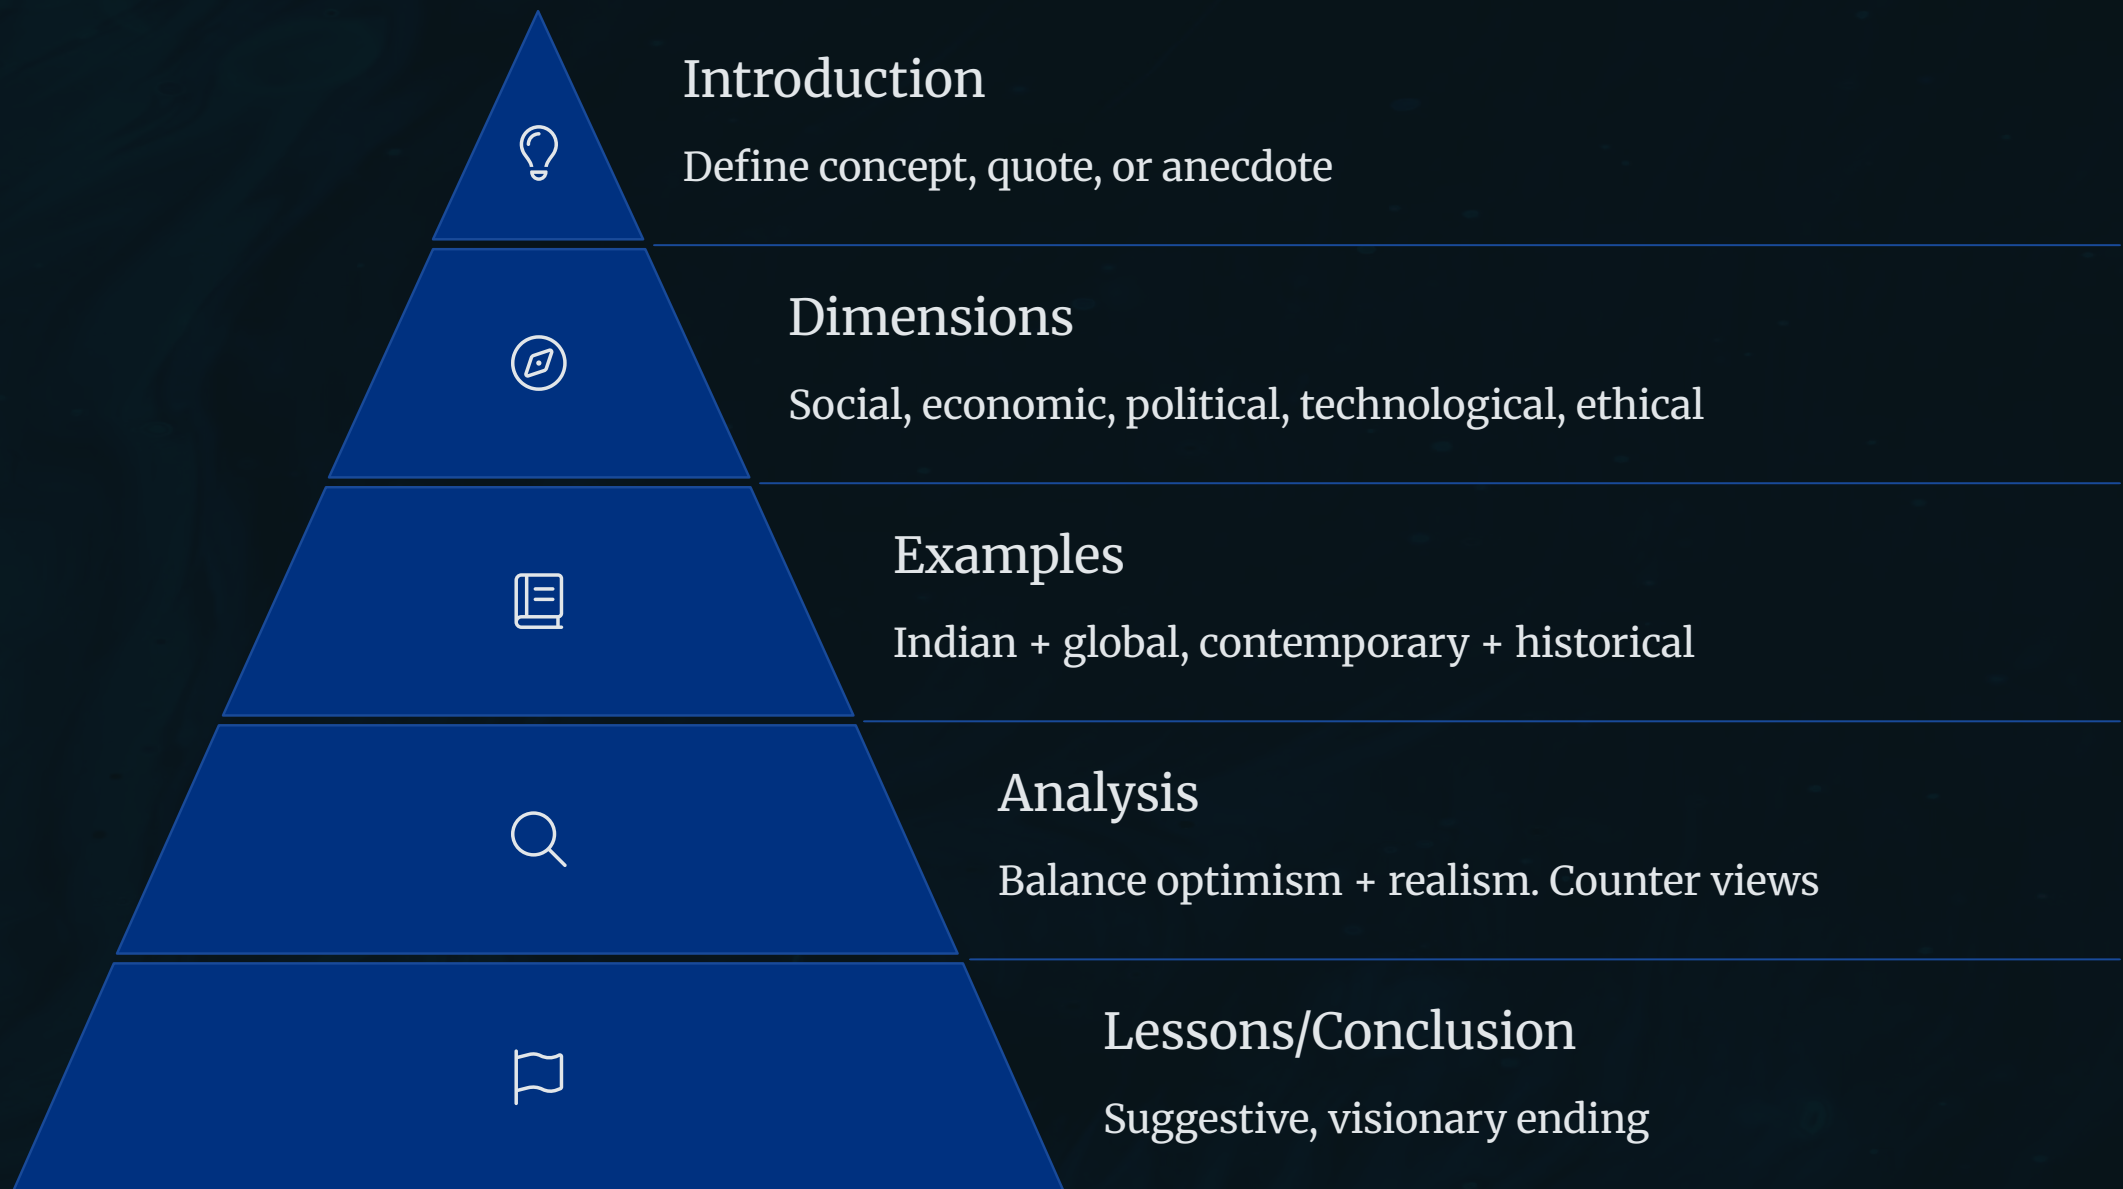 Introduction
Define concept, quote, or anecdote
Dimensions
Social, economic, political, technological, ethical
Examples
Indian + global, contemporary + historical
Analysis
Balance optimism + realism. Counter views
Lessons/Conclusion
Suggestive, visionary ending